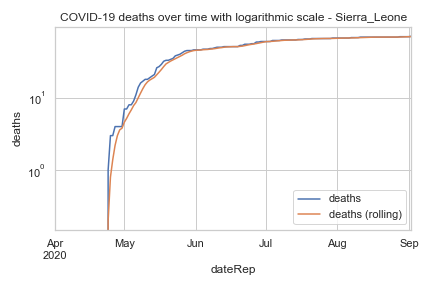 COVID-19 deaths over time with logarithmic scale - Sierra_Leone
deaths
10¹
10⁰
deaths
deaths (rolling)
Apr May Jun Jul Aug Sep
2020
dateRep